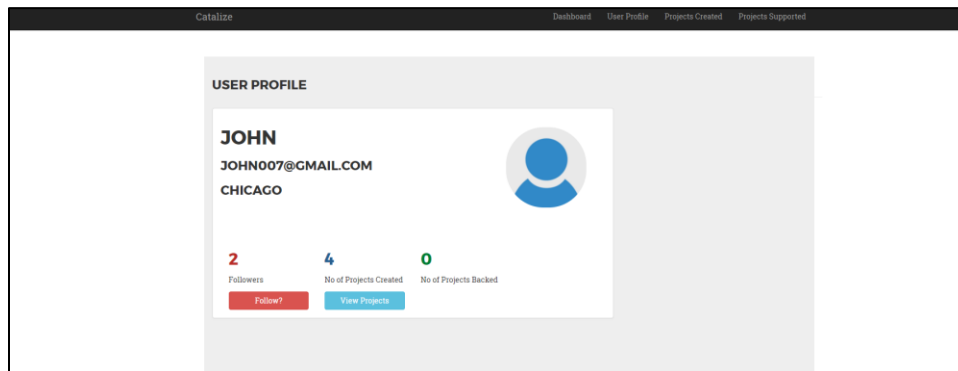 Catalize Dashboard User Profile Projects Created Projects Supported
USER PROFILE
JOHN
JOHN007@GMAIL.COM
CHICAGO
2 4 0
Followers No of Projects Created No of Projects Backed
Follow? View Projects